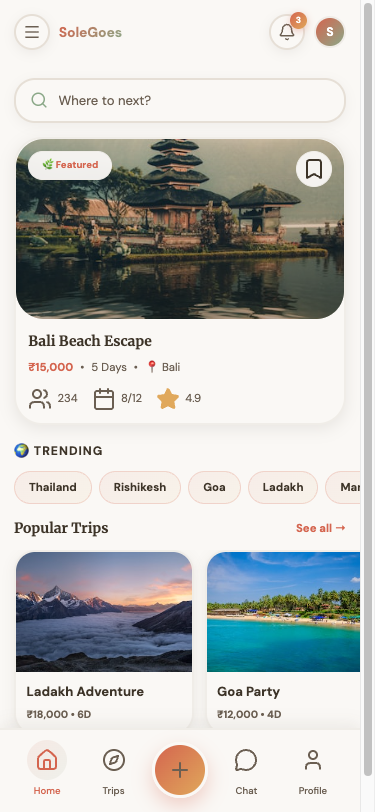 SoleGoes
3
S
Where to next?
🌿 Featured
Bali Beach Escape
₹15,000 • 5 Days • 📍 Bali
234 8/12 4.9
🌍 TRENDING
Thailand Rishikesh Goa Ladakh Mar
Popular Trips See all →
Ladakh Adventure Goa Party
₹18,000 • 6D ₹12,000 • 4D
Home Trips Chat Profile